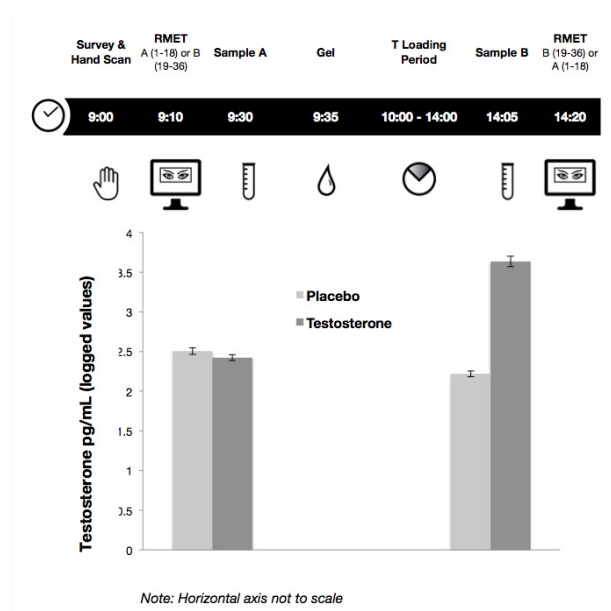 Survey &
Hand Scan
RMET
A (1-18) or B
(19-36)
Sample A
Gel
T Loading
Period
Sample B
RMET
B (19-36) or
A (1-18)
9:00 9:10 9:30 9:35 10:00 - 14:00 14:05 14:20
Testosterone pg/mL (logged values)
4
3.5
3
2.5
2
1.5
1
0.5
0
Placebo
Testosterone
Note: Horizontal axis not to scale